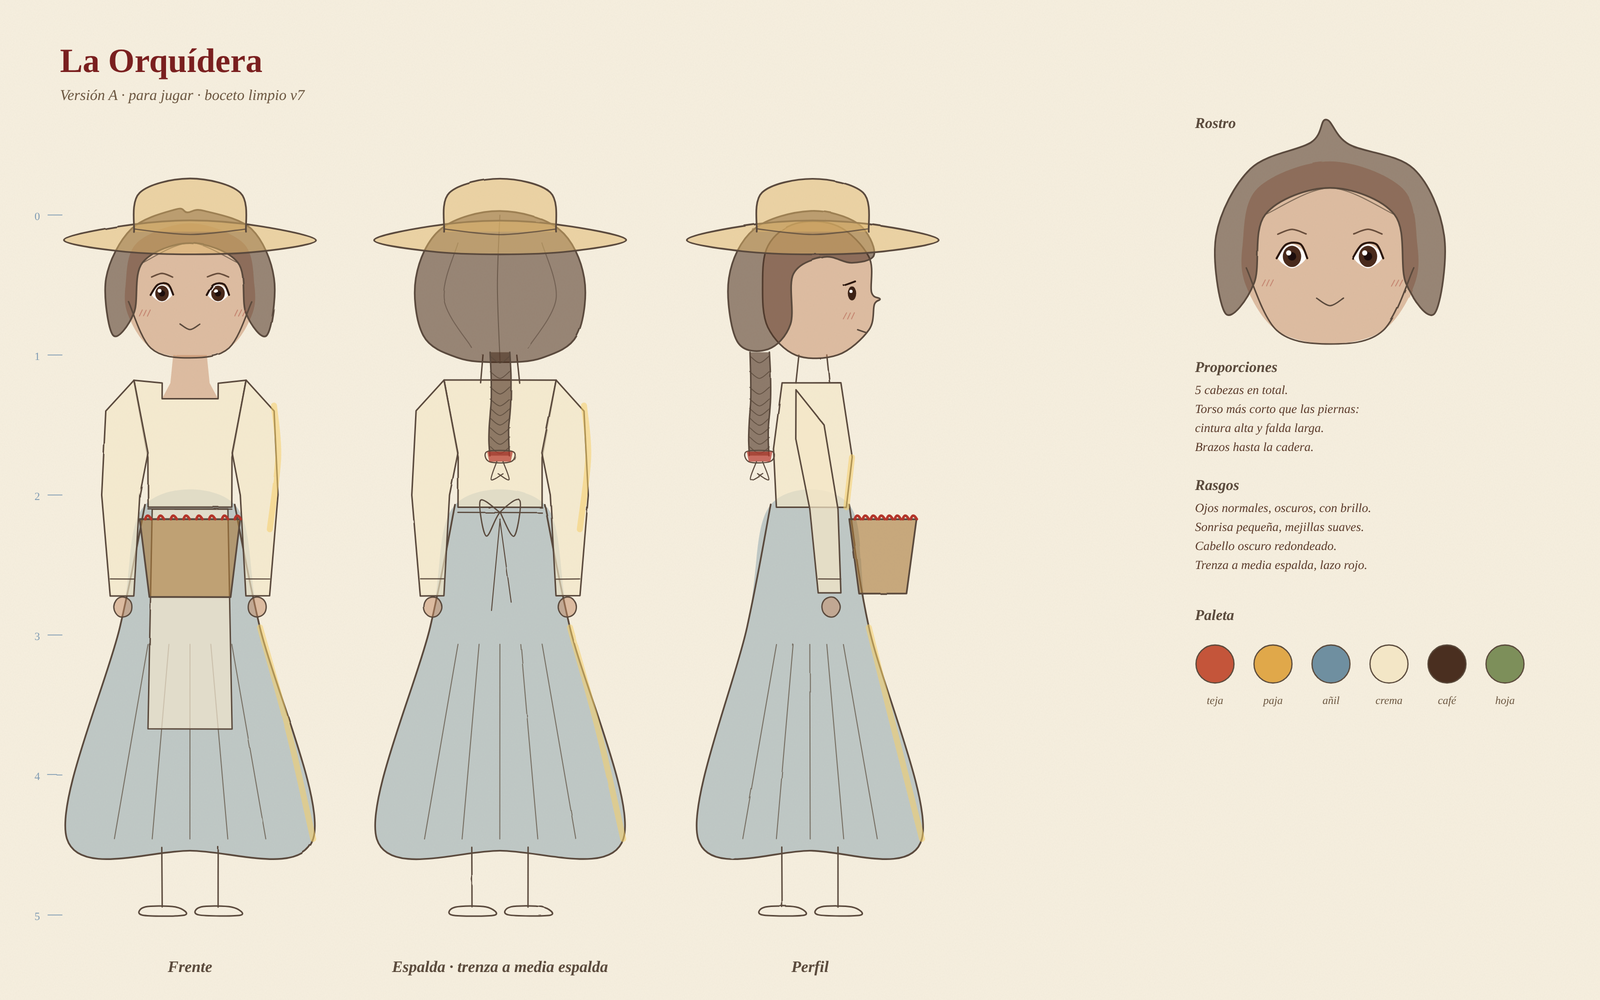 La Orquídera
Versión A · para jugar · boceto limpio v7
0
1
2
3
4
5
Frente
Espalda · trenza a media espalda
Perfil
Rostro
Proporciones
5 cabezas en total.
Torso más corto que las piernas:
cintura alta y falda larga.
Brazos hasta la cadera.
Rasgos
Ojos normales, oscuros, con brillo.
Sonrisa pequeña, mejillas suaves.
Cabello oscuro redondeado.
Trenza a media espalda, lazo rojo.
Paleta
teja paja añil crema café hoja